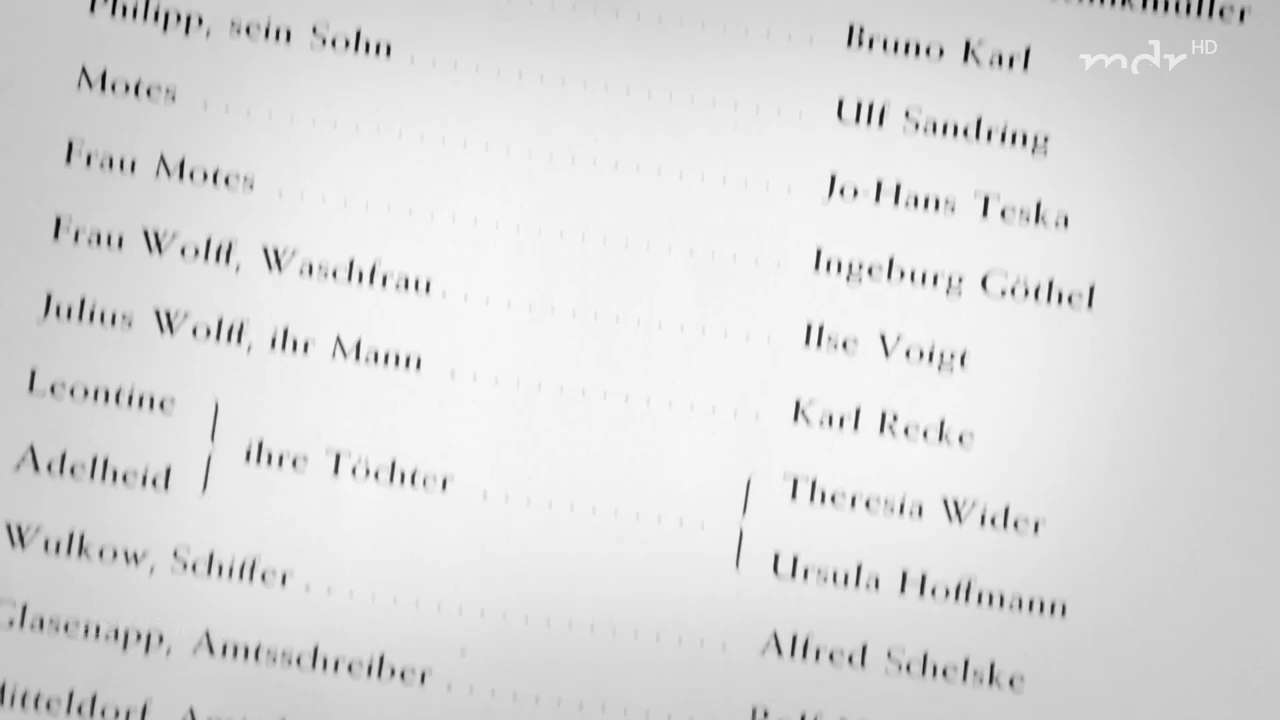 Bruno Karl
Philipp, sein Sohn . . . . . Ulf Sandring
Motes . . . . . Jo-Hans Teska
Frau Motes . . . . . Ingeburg Göthel
Frau Wolff, Waschfrau . . . . . Ilse Voigt
Julius Wolff, ihr Mann . . . . . Karl Recke
Leontine Theresia Wider
ihre Töchter . . . . .
Adelheid Ursula Hoffmann
Wulkow, Schiffer . . . . . Alfred Schelske
Glasenapp, Amtsschreiber . . . . .
mdr HD